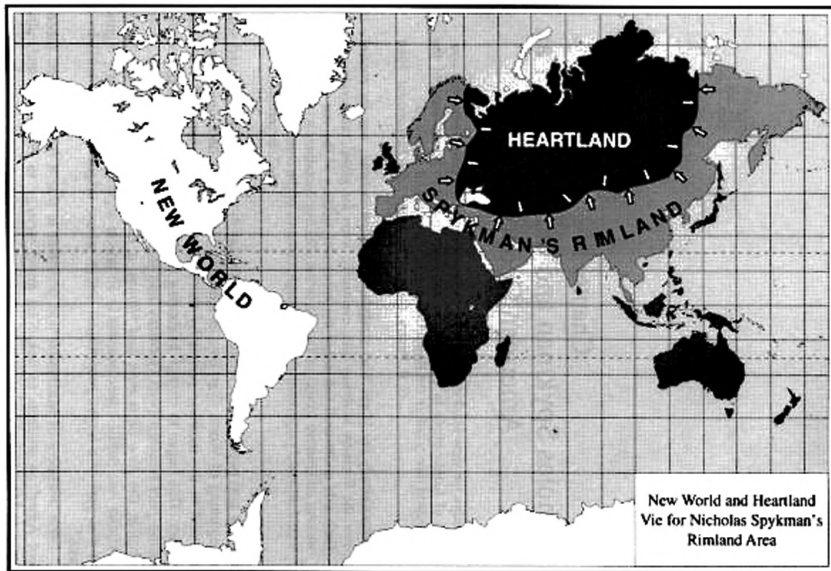 HEARTLAND
NEW WORLD
SPYKMAN'S RIMLAND
New World and Heartland
Vie for Nicholas Spykman's
Rimland Area